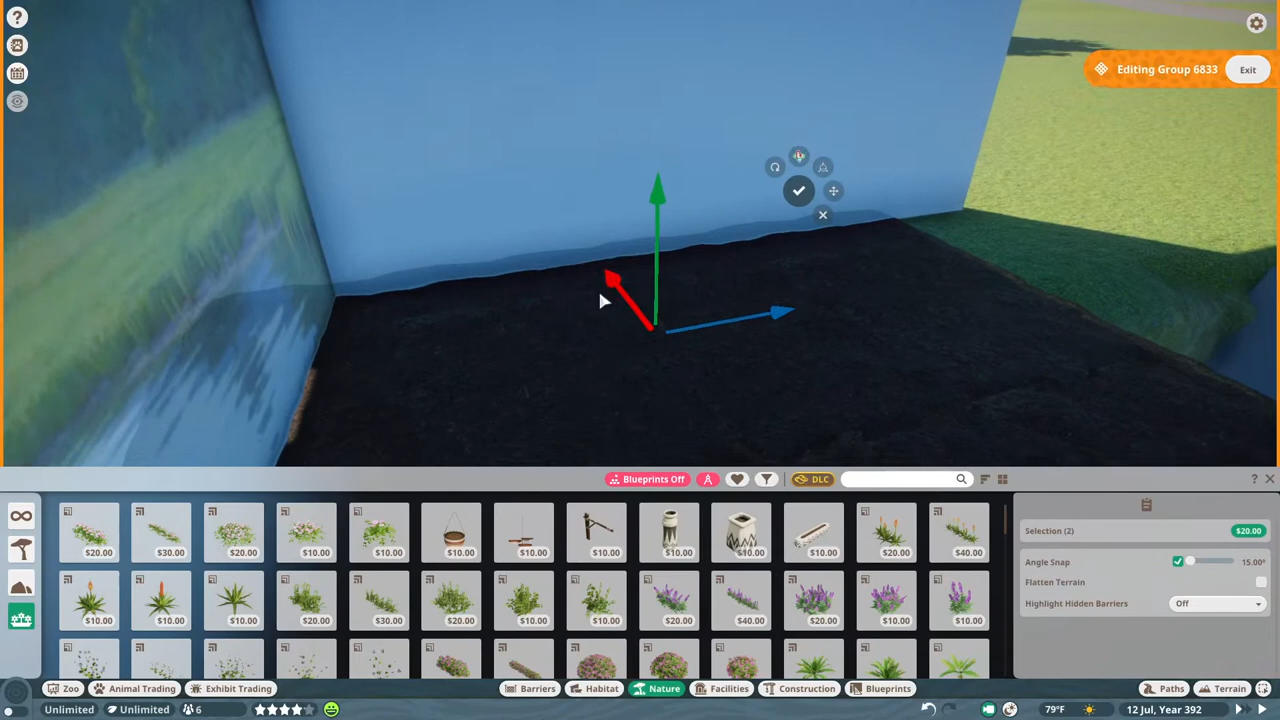 ?
Editing Group 6833
Exit
Blueprints Off
DLC
?
$20.00
$30.00
$20.00
$10.00
$10.00
$10.00
$10.00
$10.00
$10.00
$10.00
$10.00
$20.00
$40.00
$10.00
$10.00
$10.00
$20.00
$30.00
$20.00
$10.00
$10.00
$20.00
$40.00
$20.00
$10.00
$10.00
Selection (2)
$20.00
Angle Snap
15.00°
Flatten Terrain
Highlight Hidden Barriers
Off
Zoo
Animal Trading
Exhibit Trading
Barriers
Habitat
Nature
Facilities
Construction
Blueprints
Paths
Terrain
Unlimited
Unlimited
6
79°F
12 Jul, Year 392